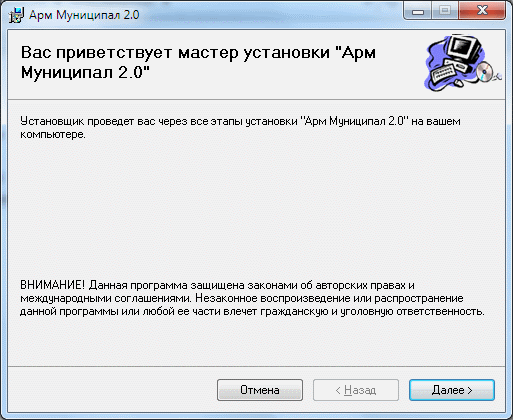 Арм Муниципал 2.0
Вас приветствует мастер установки "Арм
Муниципал 2.0"
Установщик проведет вас через все этапы установки "Арм Муниципал 2.0" на вашем
компьютере.
ВНИМАНИЕ! Данная программа защищена законами об авторских правах и
международными соглашениями. Незаконное воспроизведение или распространение
данной программы или любой ее части влечет гражданскую и уголовную ответственность.
Отмена
< Назад
Далее >